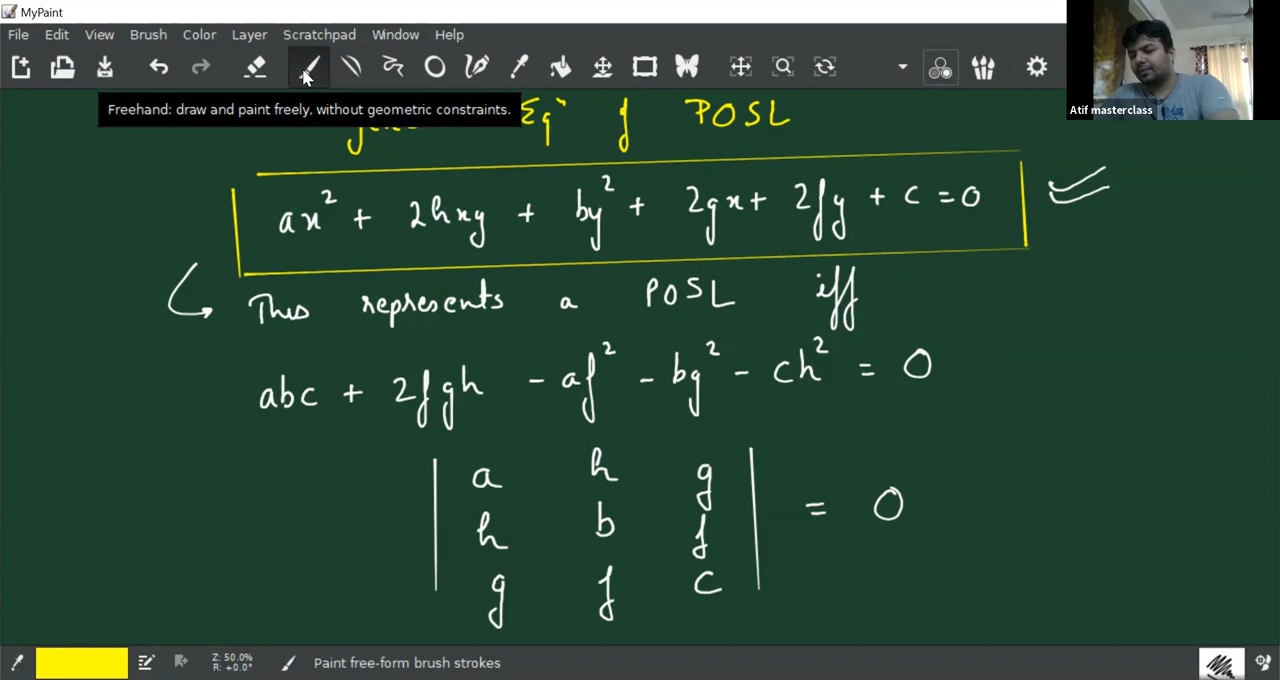 MyPaint
File Edit View Brush Color Layer Scratchpad Window Help
Freehand: draw and paint freely, without geometric constraints.
Atif masterclass
Eqⁿ of POSL
ax² + 2hxy + by² + 2gx + 2fy + c = 0
This represents a POSL iff
abc + 2fgh - af² - bg² - ch² = 0
a h g
h b f = 0
g f c
Z: 50.0%
R: +0.0°
Paint free-form brush strokes